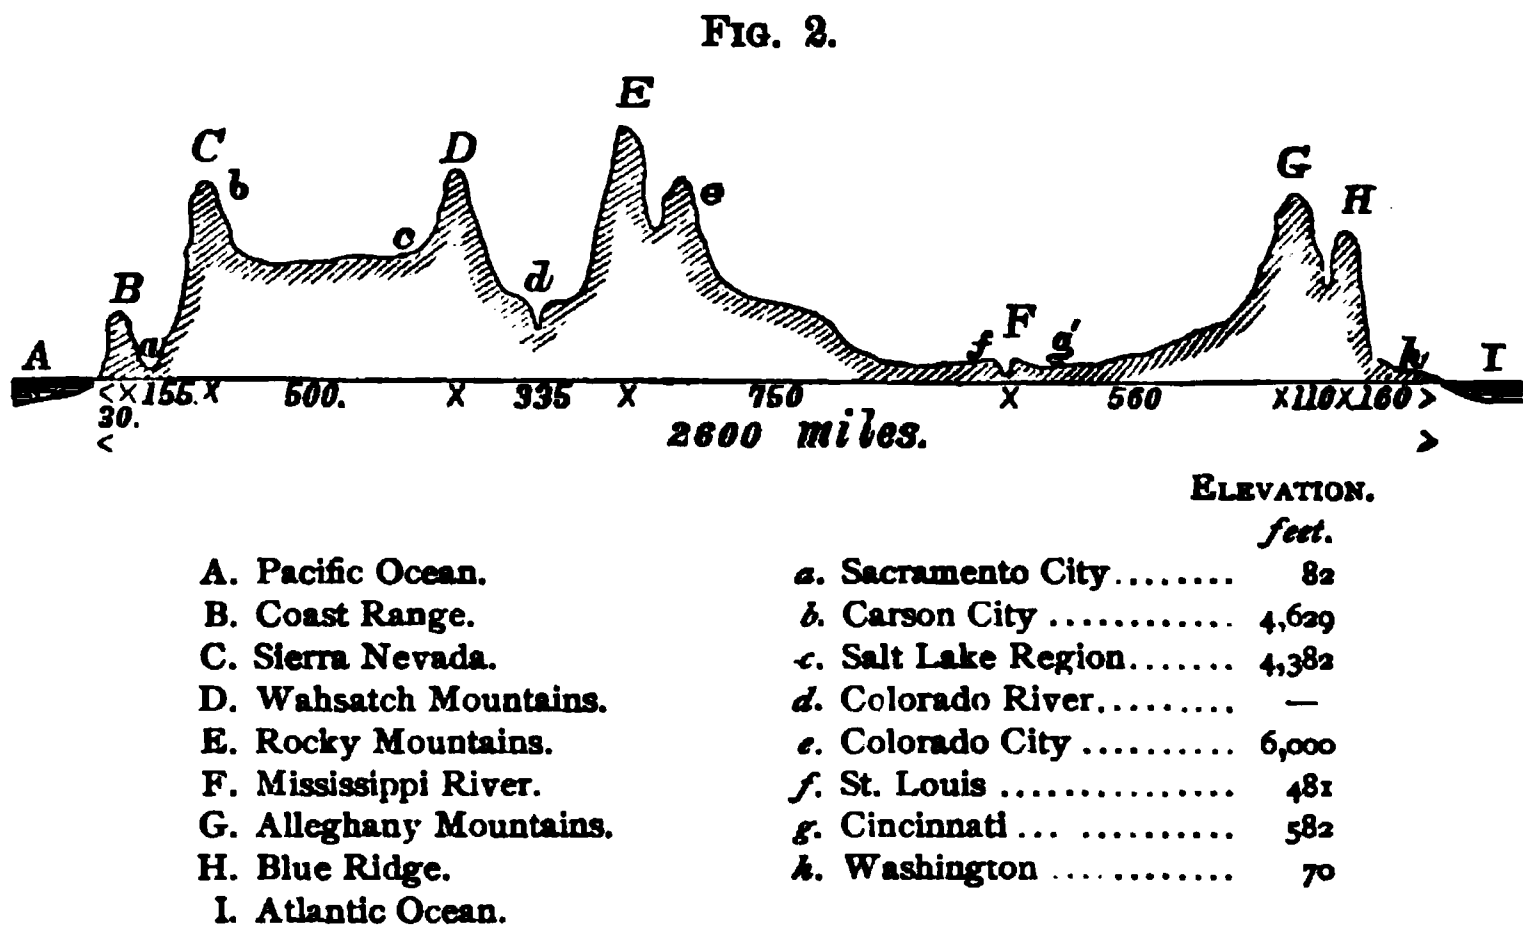 FIG. 2.
E
C
D
G
b
e
H
c
d
B
F
a
f
g'
A
h
I
< X 155. X 500. X 335 X 750 X 560 X 110 X 160 >
30.
< 2600 miles. >
ELEVATION.
feet.
A. Pacific Ocean. a. Sacramento City........ 82
B. Coast Range. b. Carson City ............ 4,629
C. Sierra Nevada. c. Salt Lake Region....... 4,382
D. Wahsatch Mountains. d. Colorado River......... —
E. Rocky Mountains. e. Colorado City .......... 6,000
F. Mississippi River. f. St. Louis ............... 481
G. Alleghany Mountains. g. Cincinnati ... .......... 582
H. Blue Ridge. h. Washington .............. 70
I. Atlantic Ocean.